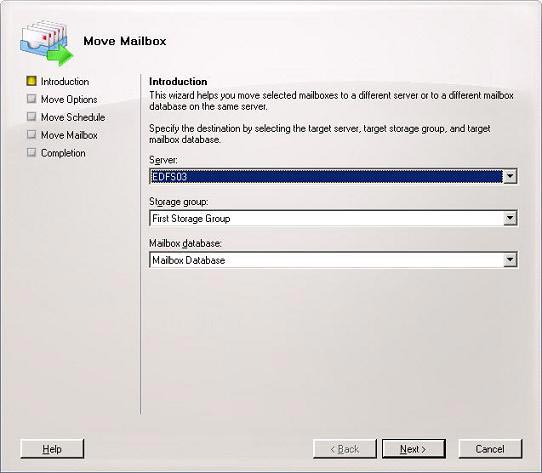 Move Mailbox
Introduction
Move Options
Move Schedule
Move Mailbox
Completion
Introduction
This wizard helps you move selected mailboxes to a different server or to a different mailbox
database on the same server.
Specify the destination by selecting the target server, target storage group, and target
mailbox database.
Server:
EDFS03
Storage group:
First Storage Group
Mailbox database:
Mailbox Database
Help
< Back
Next >
Cancel